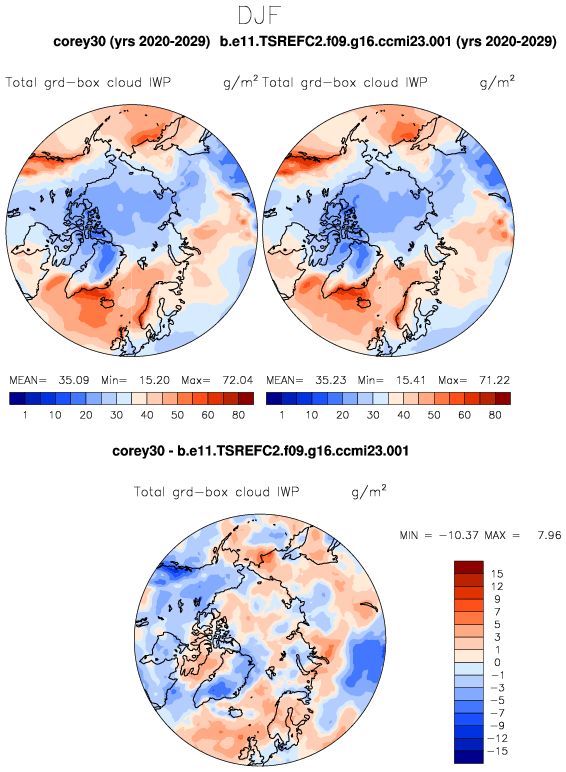 DJF
corey30 (yrs 2020-2029) b.e11.TSREFC2.f09.g16.ccmi23.001 (yrs 2020-2029)
Total grd-box cloud IWP g/m² Total grd-box cloud IWP g/m²
MEAN= 35.09 Min= 15.20 Max= 72.04 MEAN= 35.23 Min= 15.41 Max= 71.22
1 10 20 30 40 50 60 80 1 10 20 30 40 50 60 80
corey30 - b.e11.TSREFC2.f09.g16.ccmi23.001
Total grd-box cloud IWP g/m²
MIN = -10.37 MAX = 7.96
15
12
9
7
5
3
1
0
-1
-3
-5
-7
-9
-12
-15